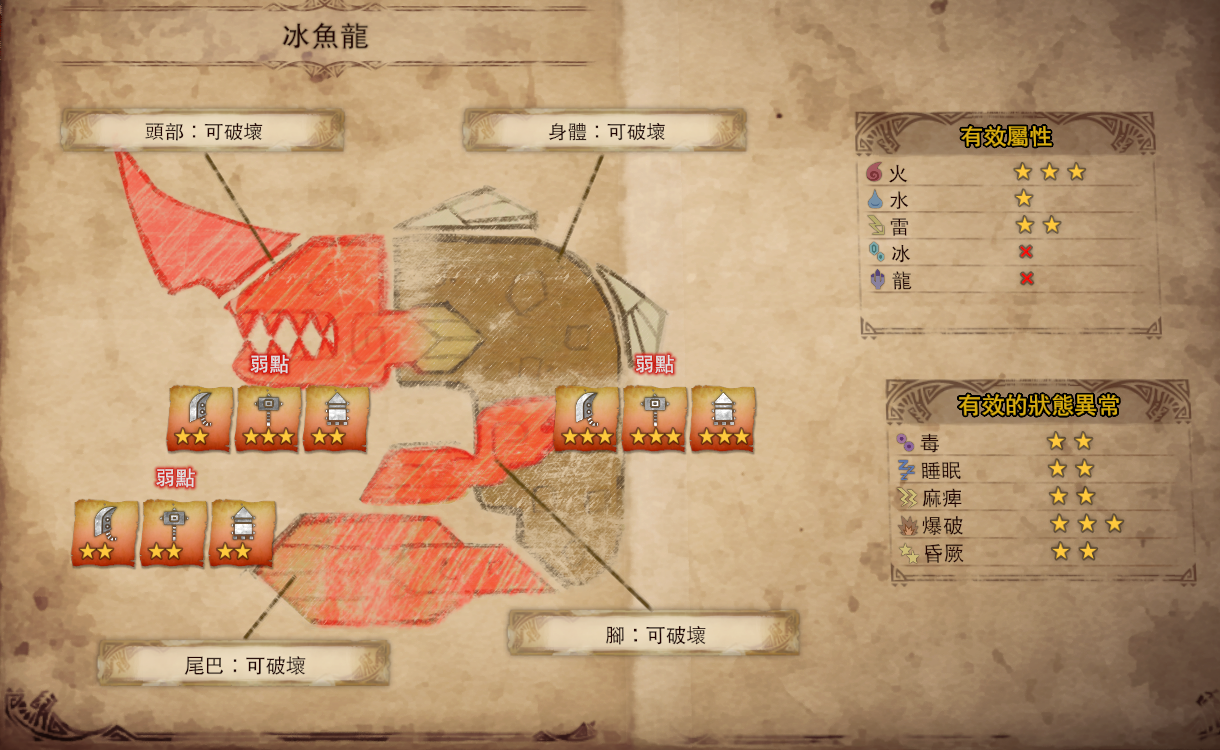 冰魚龍
頭部：可破壞
身體：可破壞
弱點
弱點
弱點
尾巴：可破壞
腳：可破壞
有效屬性
火
水
雷
冰
龍
有效的狀態異常
毒
睡眠
麻痺
爆破
昏厥